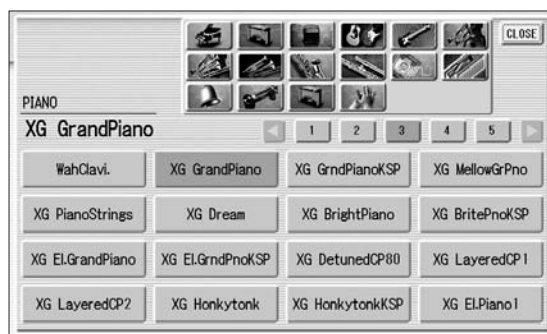 CLOSE
PIANO
XG GrandPiano
1 2 3 4 5
WahClavi. XG GrandPiano XG GrndPianoKSP XG MellowGrPno
XG PianoStrings XG Dream XG BrightPiano XG BritePnoKSP
XG El.GrandPiano XG El.GrndPnoKSP XG DetunedCP80 XG LayeredCP1
XG LayeredCP2 XG Honkytonk XG HonkytonkKSP XG El.Piano1